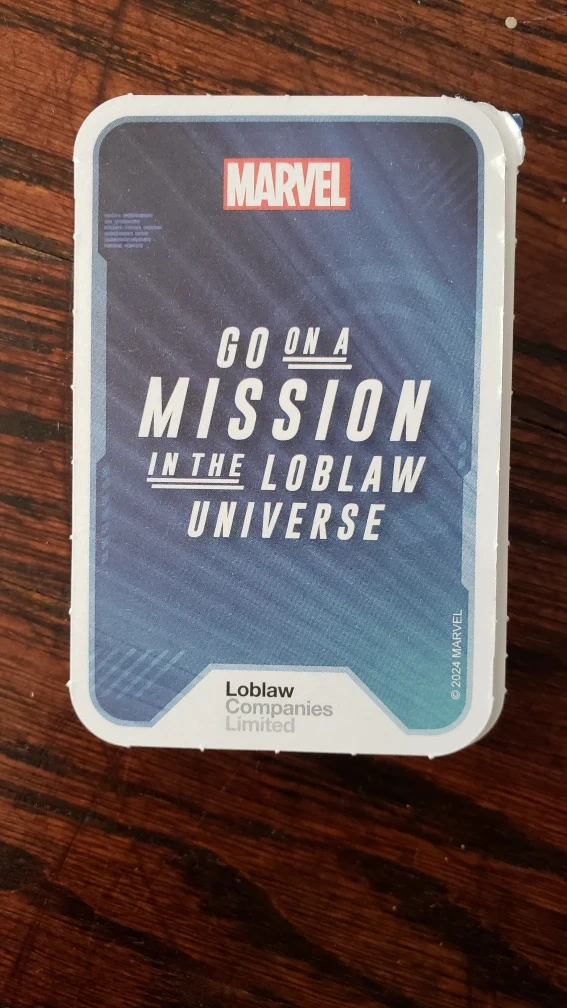 MARVEL
GO ON A
MISSION
IN THE LOBLAW
UNIVERSE
© 2024 MARVEL
Loblaw
Companies
Limited